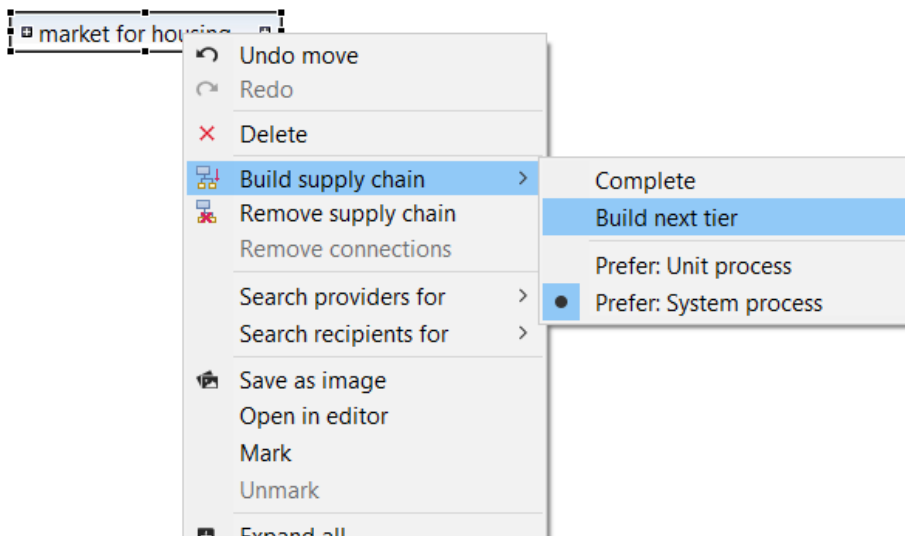 market for housing
Undo move
Redo
Delete
Build supply chain
Complete
Build next tier
Remove supply chain
Remove connections
Prefer: Unit process
Prefer: System process
Search providers for
Search recipients for
Save as image
Open in editor
Mark
Unmark
Expand all